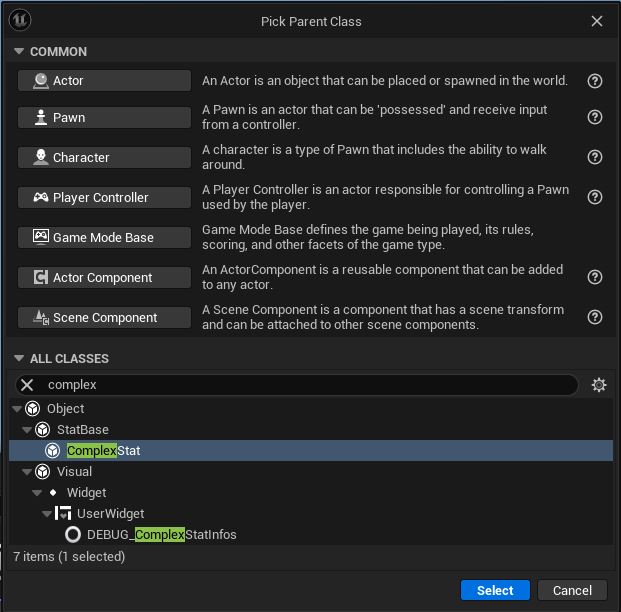 Pick Parent Class
COMMON
Actor
An Actor is an object that can be placed or spawned in the world.
Pawn
A Pawn is an actor that can be 'possessed' and receive input
from a controller.
Character
A character is a type of Pawn that includes the ability to walk
around.
Player Controller
A Player Controller is an actor responsible for controlling a Pawn
used by the player.
Game Mode Base
Game Mode Base defines the game being played, its rules,
scoring, and other facets of the game type.
Actor Component
An ActorComponent is a reusable component that can be added
to any actor.
Scene Component
A Scene Component is a component that has a scene transform
and can be attached to other scene components.
ALL CLASSES
complex
Object
StatBase
ComplexStat
Visual
Widget
UserWidget
DEBUG_ComplexStatInfos
7 items (1 selected)
Select
Cancel